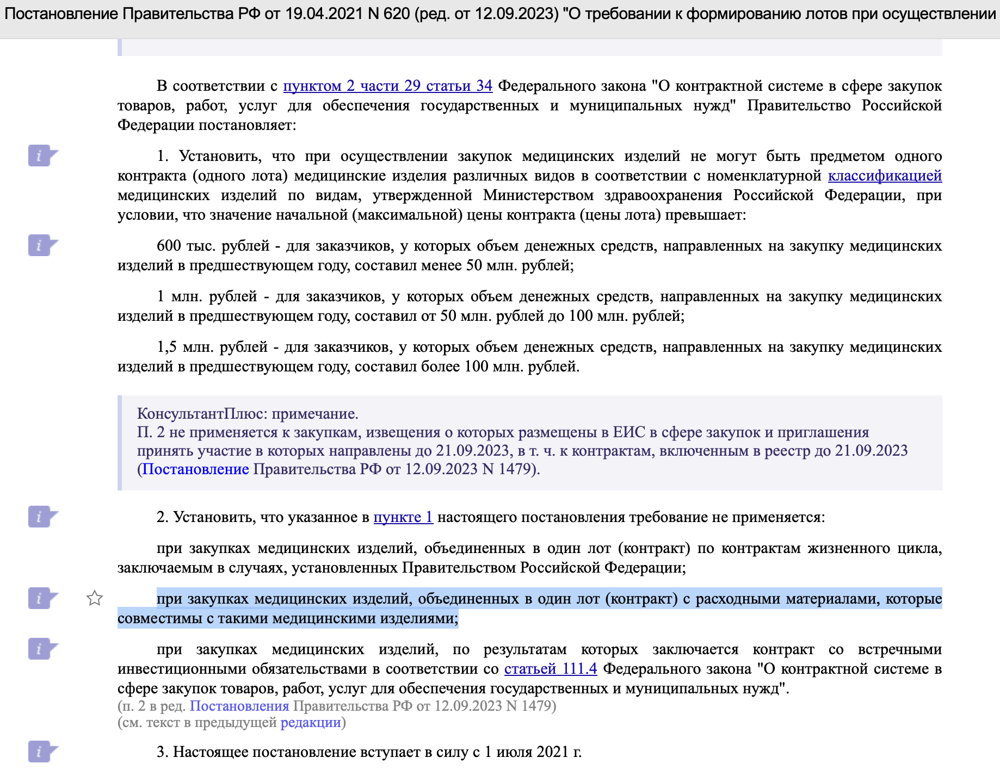 Постановление Правительства РФ от 19.04.2021 N 620 (ред. от 12.09.2023) "О требовании к формированию лотов при осуществлении
В соответствии с пунктом 2 части 29 статьи 34 Федерального закона "О контрактной системе в сфере закупок
товаров, работ, услуг для обеспечения государственных и муниципальных нужд" Правительство Российской
Федерации постановляет:
i
1. Установить, что при осуществлении закупок медицинских изделий не могут быть предметом одного
контракта (одного лота) медицинские изделия различных видов в соответствии с номенклатурной классификацией
медицинских изделий по видам, утвержденной Министерством здравоохранения Российской Федерации, при
условии, что значение начальной (максимальной) цены контракта (цены лота) превышает:
i
600 тыс. рублей - для заказчиков, у которых объем денежных средств, направленных на закупку медицинских
изделий в предшествующем году, составил менее 50 млн. рублей;
1 млн. рублей - для заказчиков, у которых объем денежных средств, направленных на закупку медицинских
изделий в предшествующем году, составил от 50 млн. рублей до 100 млн. рублей;
1,5 млн. рублей - для заказчиков, у которых объем денежных средств, направленных на закупку медицинских
изделий в предшествующем году, составил более 100 млн. рублей.
КонсультантПлюс: примечание.
П. 2 не применяется к закупкам, извещения о которых размещены в ЕИС в сфере закупок и приглашения
принять участие в которых направлены до 21.09.2023, в т. ч. к контрактам, включенным в реестр до 21.09.2023
(Постановление Правительства РФ от 12.09.2023 N 1479).
i
2. Установить, что указанное в пункте 1 настоящего постановления требование не применяется:
при закупках медицинских изделий, объединенных в один лот (контракт) по контрактам жизненного цикла,
заключаемым в случаях, установленных Правительством Российской Федерации;
i
при закупках медицинских изделий, объединенных в один лот (контракт) с расходными материалами, которые
совместимы с такими медицинскими изделиями;
i
при закупках медицинских изделий, по результатам которых заключается контракт со встречными
инвестиционными обязательствами в соответствии со статьей 111.4 Федерального закона "О контрактной системе в
сфере закупок товаров, работ, услуг для обеспечения государственных и муниципальных нужд".
(п. 2 в ред. Постановления Правительства РФ от 12.09.2023 N 1479)
(см. текст в предыдущей редакции)
i
3. Настоящее постановление вступает в силу с 1 июля 2021 г.